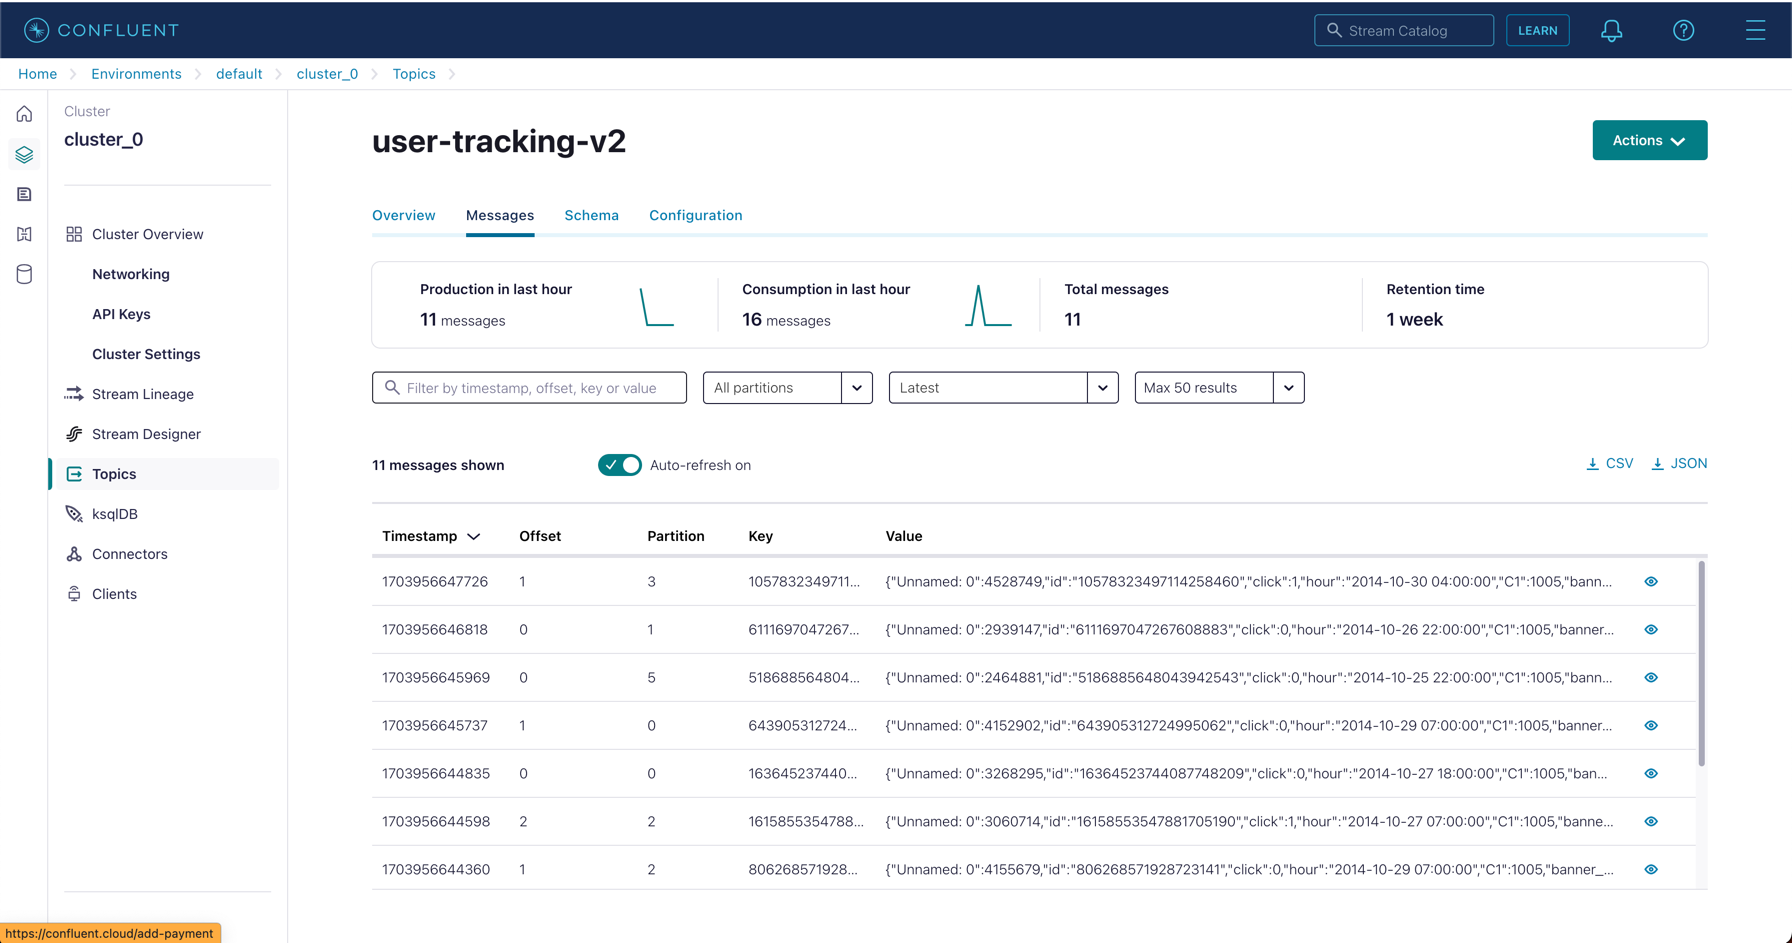 CONFLUENT
Stream Catalog
LEARN
Home Environments default cluster_0 Topics
Cluster
cluster_0
Cluster Overview
Networking
API Keys
Cluster Settings
Stream Lineage
Stream Designer
Topics
ksqlDB
Connectors
Clients
user-tracking-v2
Actions
Overview Messages Schema Configuration
Production in last hour
11 messages
Consumption in last hour
16 messages
Total messages
11
Retention time
1 week
Filter by timestamp, offset, key or value
All partitions
Latest
Max 50 results
11 messages shown
Auto-refresh on
CSV JSON
Timestamp Offset Partition Key Value
1703956647726 1 3 1057832349711... {"Unnamed: 0":4528749,"id":"10578323497114258460","click":1,"hour":"2014-10-30 04:00:00","C1":1005,"bann...
1703956646818 0 1 6111697047267... {"Unnamed: 0":2939147,"id":"6111697047267608883","click":0,"hour":"2014-10-26 22:00:00","C1":1005,"banner...
1703956645969 0 5 518688564804... {"Unnamed: 0":2464881,"id":"5186885648043942543","click":0,"hour":"2014-10-25 22:00:00","C1":1005,"bann...
1703956645737 1 0 643905312724... {"Unnamed: 0":4152902,"id":"643905312724995062","click":0,"hour":"2014-10-29 07:00:00","C1":1005,"banner...
1703956644835 0 0 163645237440... {"Unnamed: 0":3268295,"id":"16364523744087748209","click":0,"hour":"2014-10-27 18:00:00","C1":1005,"ban...
1703956644598 2 2 1615855354788... {"Unnamed: 0":3060714,"id":"16158553547881705190","click":1,"hour":"2014-10-27 07:00:00","C1":1005,"banne...
1703956644360 1 2 806268571928... {"Unnamed: 0":4155679,"id":"806268571928723141","click":0,"hour":"2014-10-29 07:00:00","C1":1005,"banner_...
https://confluent.cloud/add-payment